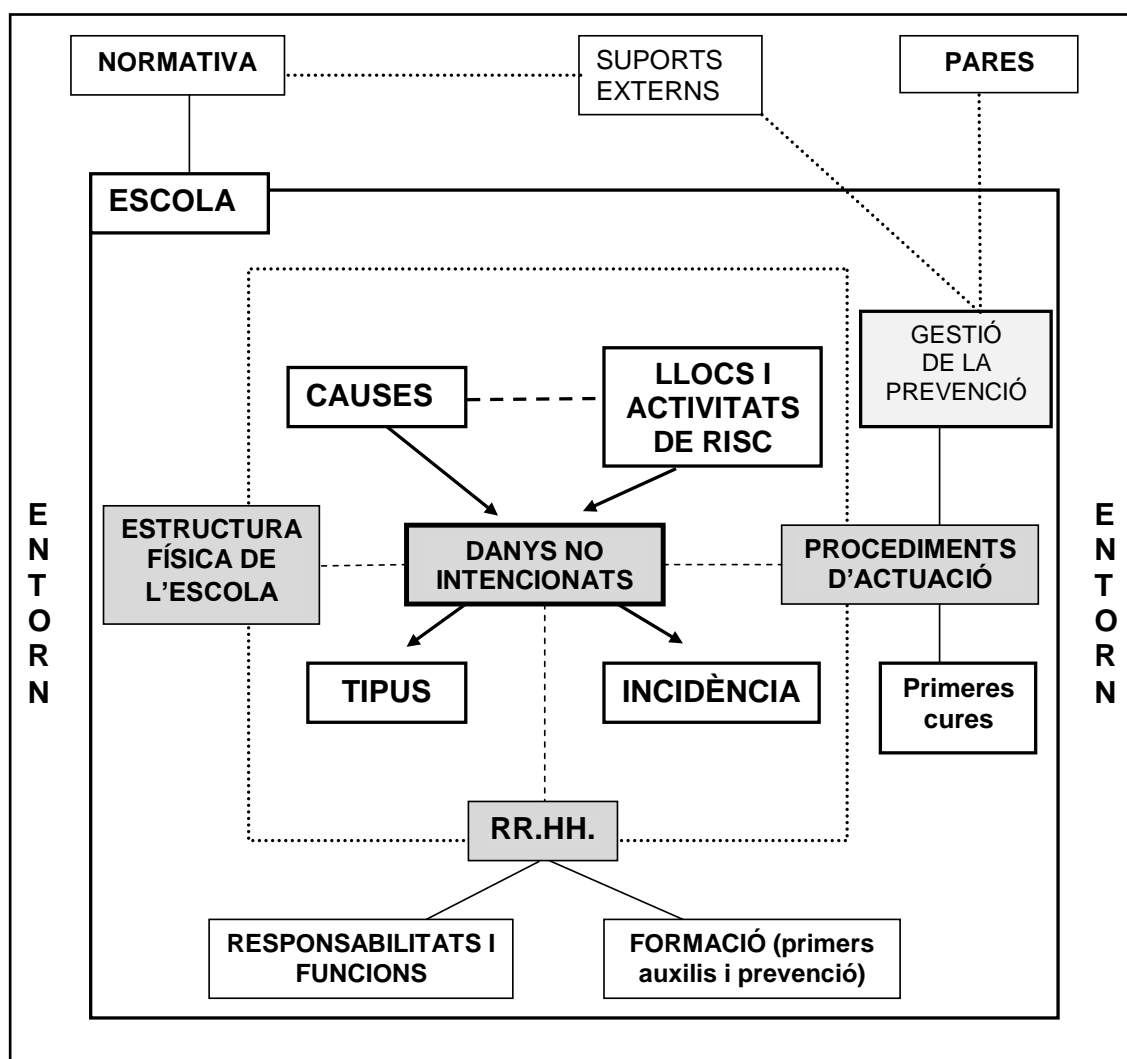 NORMATIVA
SUPORTS
EXTERNS
PARES
ESCOLA
GESTIÓ
DE LA
PREVENCIÓ
CAUSES
LLOCS I
ACTIVITATS
DE RISC
E
N
T
O
R
N
ESTRUCTURA
FÍSICA DE
L’ESCOLA
DANYS NO
INTENCIONATS
PROCEDIMENTS
D’ACTUACIÓ
E
N
T
O
R
N
TIPUS
INCIDÈNCIA
Primeres
cures
RR.HH.
RESPONSABILITATS I
FUNCIONS
FORMACIÓ (primers
auxilis i prevenció)